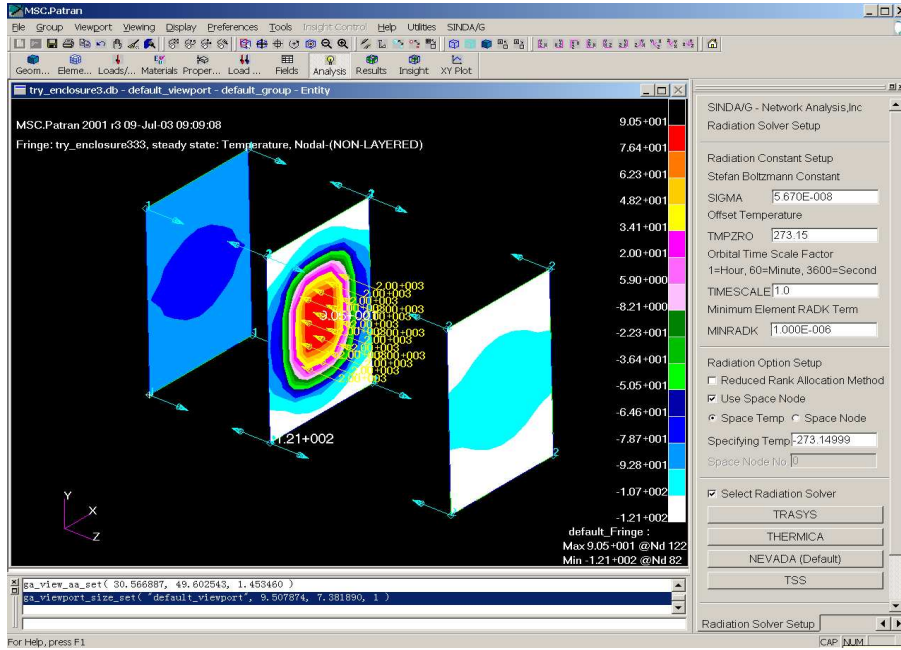 MSC.Patran
File Group Viewport Viewing Display Preferences Tools Insight Control Help Utilities SINDA/G
Geom... Eleme... Loads/... Materials Proper... Load ... Fields Analysis Results Insight XY Plot
try_enclosure3.db - default_viewport - default_group - Entity
MSC.Patran 2001 r3 09-Jul-03 09:09:08
Fringe: try_enclosure333, steady state: Temperature, Nodal-(NON-LAYERED)
9.05+001
7.64+001
6.23+001
4.82+001
3.41+001
2.00+001
5.90+000
-8.21+000
-2.23+001
-3.64+001
-5.05+001
-6.46+001
-7.87+001
-9.28+001
-1.07+002
-1.21+002
2.00+003
9.05+001
-1.21+002
Y
X
Z
default_Fringe :
Max 9.05+001 @Nd 122
Min -1.21+002 @Nd 82
ga_view_aa_set( 30.566887, 49.602543, 1.453460 )
ga_viewport_size_set( "default_viewport", 9.507874, 7.381890, 1 )
For Help, press F1
SINDA/G - Network Analysis,Inc
Radiation Solver Setup
Radiation Constant Setup
Stefan Boltzmann Constant
SIGMA 5.670E-008
Offset Temperature
TMPZRO 273.15
Orbital Time Scale Factor
1=Hour, 60=Minute, 3600=Second
TIMESCALE 1.0
Minimum Element RADK Term
MINRADK 1.000E-006
Radiation Option Setup
Reduced Rank Allocation Method
Use Space Node
Space Temp Space Node
Specifying Temp -273.14999
Space Node No. 0
Select Radiation Solver
TRASYS
THERMICA
NEVADA (Default)
TSS
Radiation Solver Setup
CAP NUM